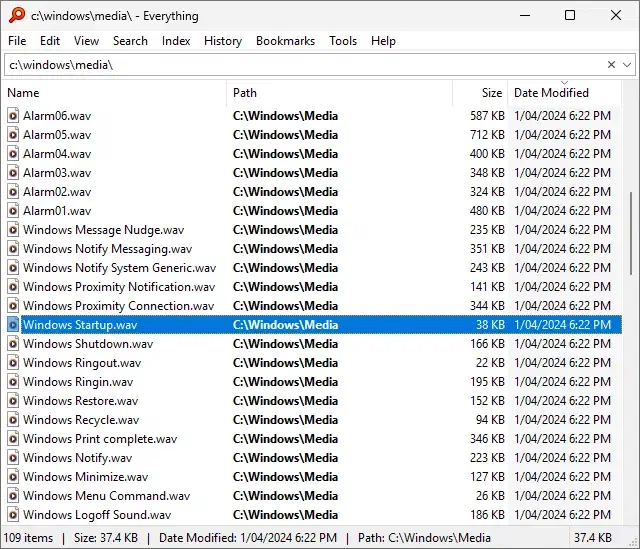 c:\windows\media\ - Everything
File Edit View Search Index History Bookmarks Tools Help
c:\windows\media\
Name Path Size Date Modified
Alarm06.wav C:\Windows\Media 587 KB 1/04/2024 6:22 PM
Alarm05.wav C:\Windows\Media 712 KB 1/04/2024 6:22 PM
Alarm04.wav C:\Windows\Media 400 KB 1/04/2024 6:22 PM
Alarm03.wav C:\Windows\Media 348 KB 1/04/2024 6:22 PM
Alarm02.wav C:\Windows\Media 324 KB 1/04/2024 6:22 PM
Alarm01.wav C:\Windows\Media 480 KB 1/04/2024 6:22 PM
Windows Message Nudge.wav C:\Windows\Media 235 KB 1/04/2024 6:22 PM
Windows Notify Messaging.wav C:\Windows\Media 351 KB 1/04/2024 6:22 PM
Windows Notify System Generic.wav C:\Windows\Media 243 KB 1/04/2024 6:22 PM
Windows Proximity Notification.wav C:\Windows\Media 141 KB 1/04/2024 6:22 PM
Windows Proximity Connection.wav C:\Windows\Media 344 KB 1/04/2024 6:22 PM
Windows Startup.wav C:\Windows\Media 38 KB 1/04/2024 6:22 PM
Windows Shutdown.wav C:\Windows\Media 166 KB 1/04/2024 6:22 PM
Windows Ringout.wav C:\Windows\Media 22 KB 1/04/2024 6:22 PM
Windows Ringin.wav C:\Windows\Media 195 KB 1/04/2024 6:22 PM
Windows Restore.wav C:\Windows\Media 152 KB 1/04/2024 6:22 PM
Windows Recycle.wav C:\Windows\Media 94 KB 1/04/2024 6:22 PM
Windows Print complete.wav C:\Windows\Media 346 KB 1/04/2024 6:22 PM
Windows Notify.wav C:\Windows\Media 223 KB 1/04/2024 6:22 PM
Windows Minimize.wav C:\Windows\Media 127 KB 1/04/2024 6:22 PM
Windows Menu Command.wav C:\Windows\Media 26 KB 1/04/2024 6:22 PM
Windows Logoff Sound.wav C:\Windows\Media 186 KB 1/04/2024 6:22 PM
109 items | Size: 37.4 KB | Date Modified: 1/04/2024 6:22 PM | Path: C:\Windows\Media 37.4 KB